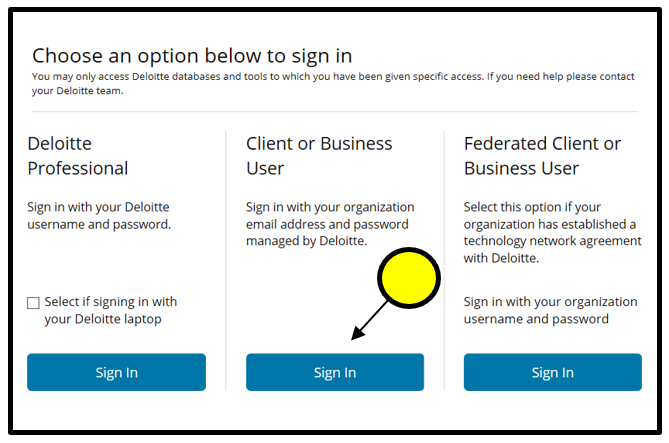 Choose an option below to sign in
You may only access Deloitte databases and tools to which you have been given specific access. If you need help please contact
your Deloitte team.
Deloitte
Professional
Sign in with your Deloitte
username and password.
Select if signing in with
your Deloitte laptop
Sign In
Client or Business
User
Sign in with your organization
email address and password
managed by Deloitte.
Sign In
Federated Client or
Business User
Select this option if your
organization has established a
technology network agreement
with Deloitte.
Sign in with your organization
username and password
Sign In